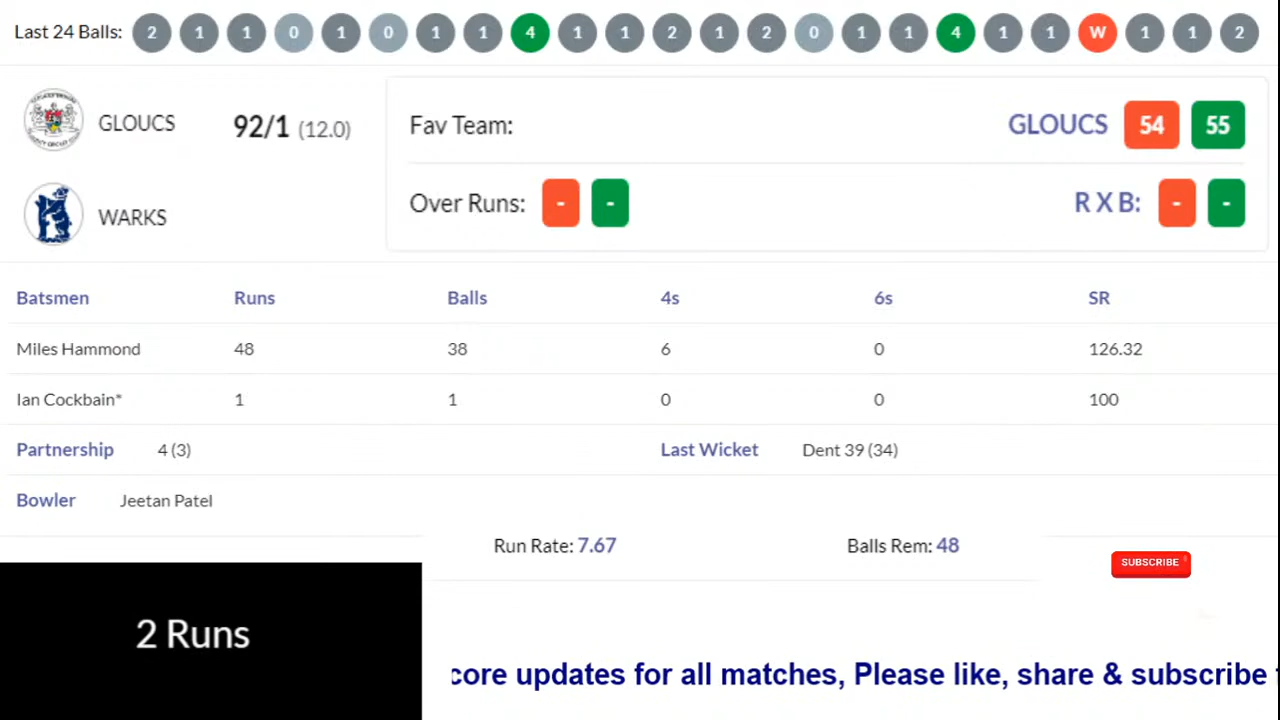 Last 24 Balls: 2 1 1 0 1 0 1 1 4 1 1 2 1 2 0 1 1 4 1 1 W 1 1 2
GLOUCS 92/1 (12.0)
Fav Team: GLOUCS 54 55
WARKS
Over Runs: - - R X B: - -
Batsmen Runs Balls 4s 6s SR
Miles Hammond 48 38 6 0 126.32
Ian Cockbain* 1 1 0 0 100
Partnership 4 (3) Last Wicket Dent 39 (34)
Bowler Jeetan Patel
Run Rate: 7.67 Balls Rem: 48
SUBSCRIBE
2 Runs
core updates for all matches, Please like, share & subscribe